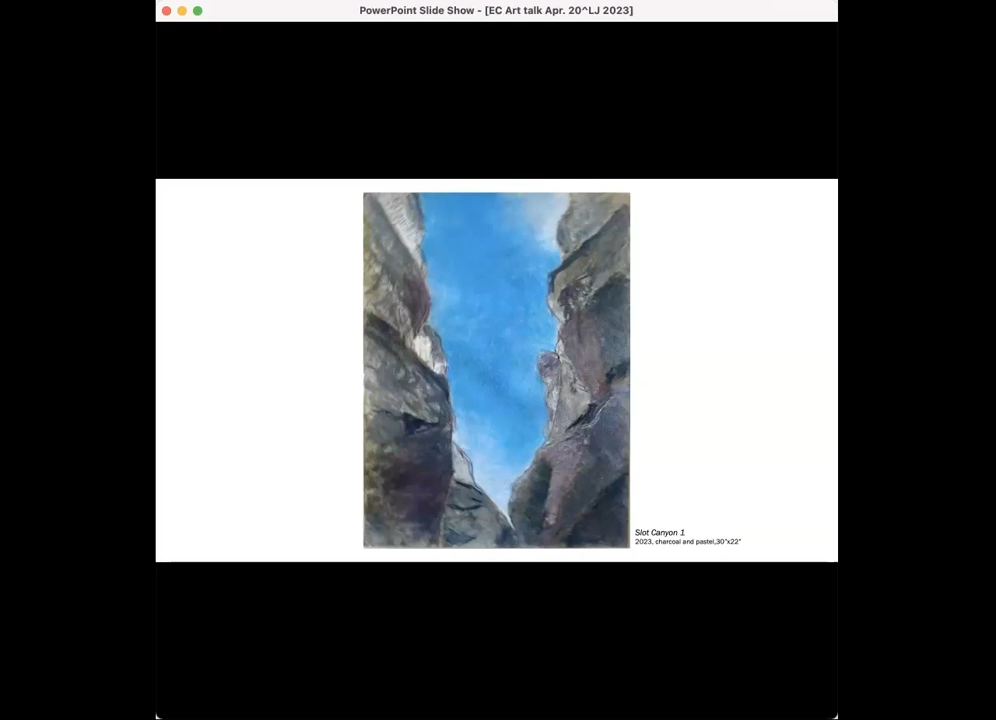 PowerPoint Slide Show - [EC Art talk Apr. 20^LJ 2023]
Slot Canyon 1
2023, charcoal and pastel,30"x22"